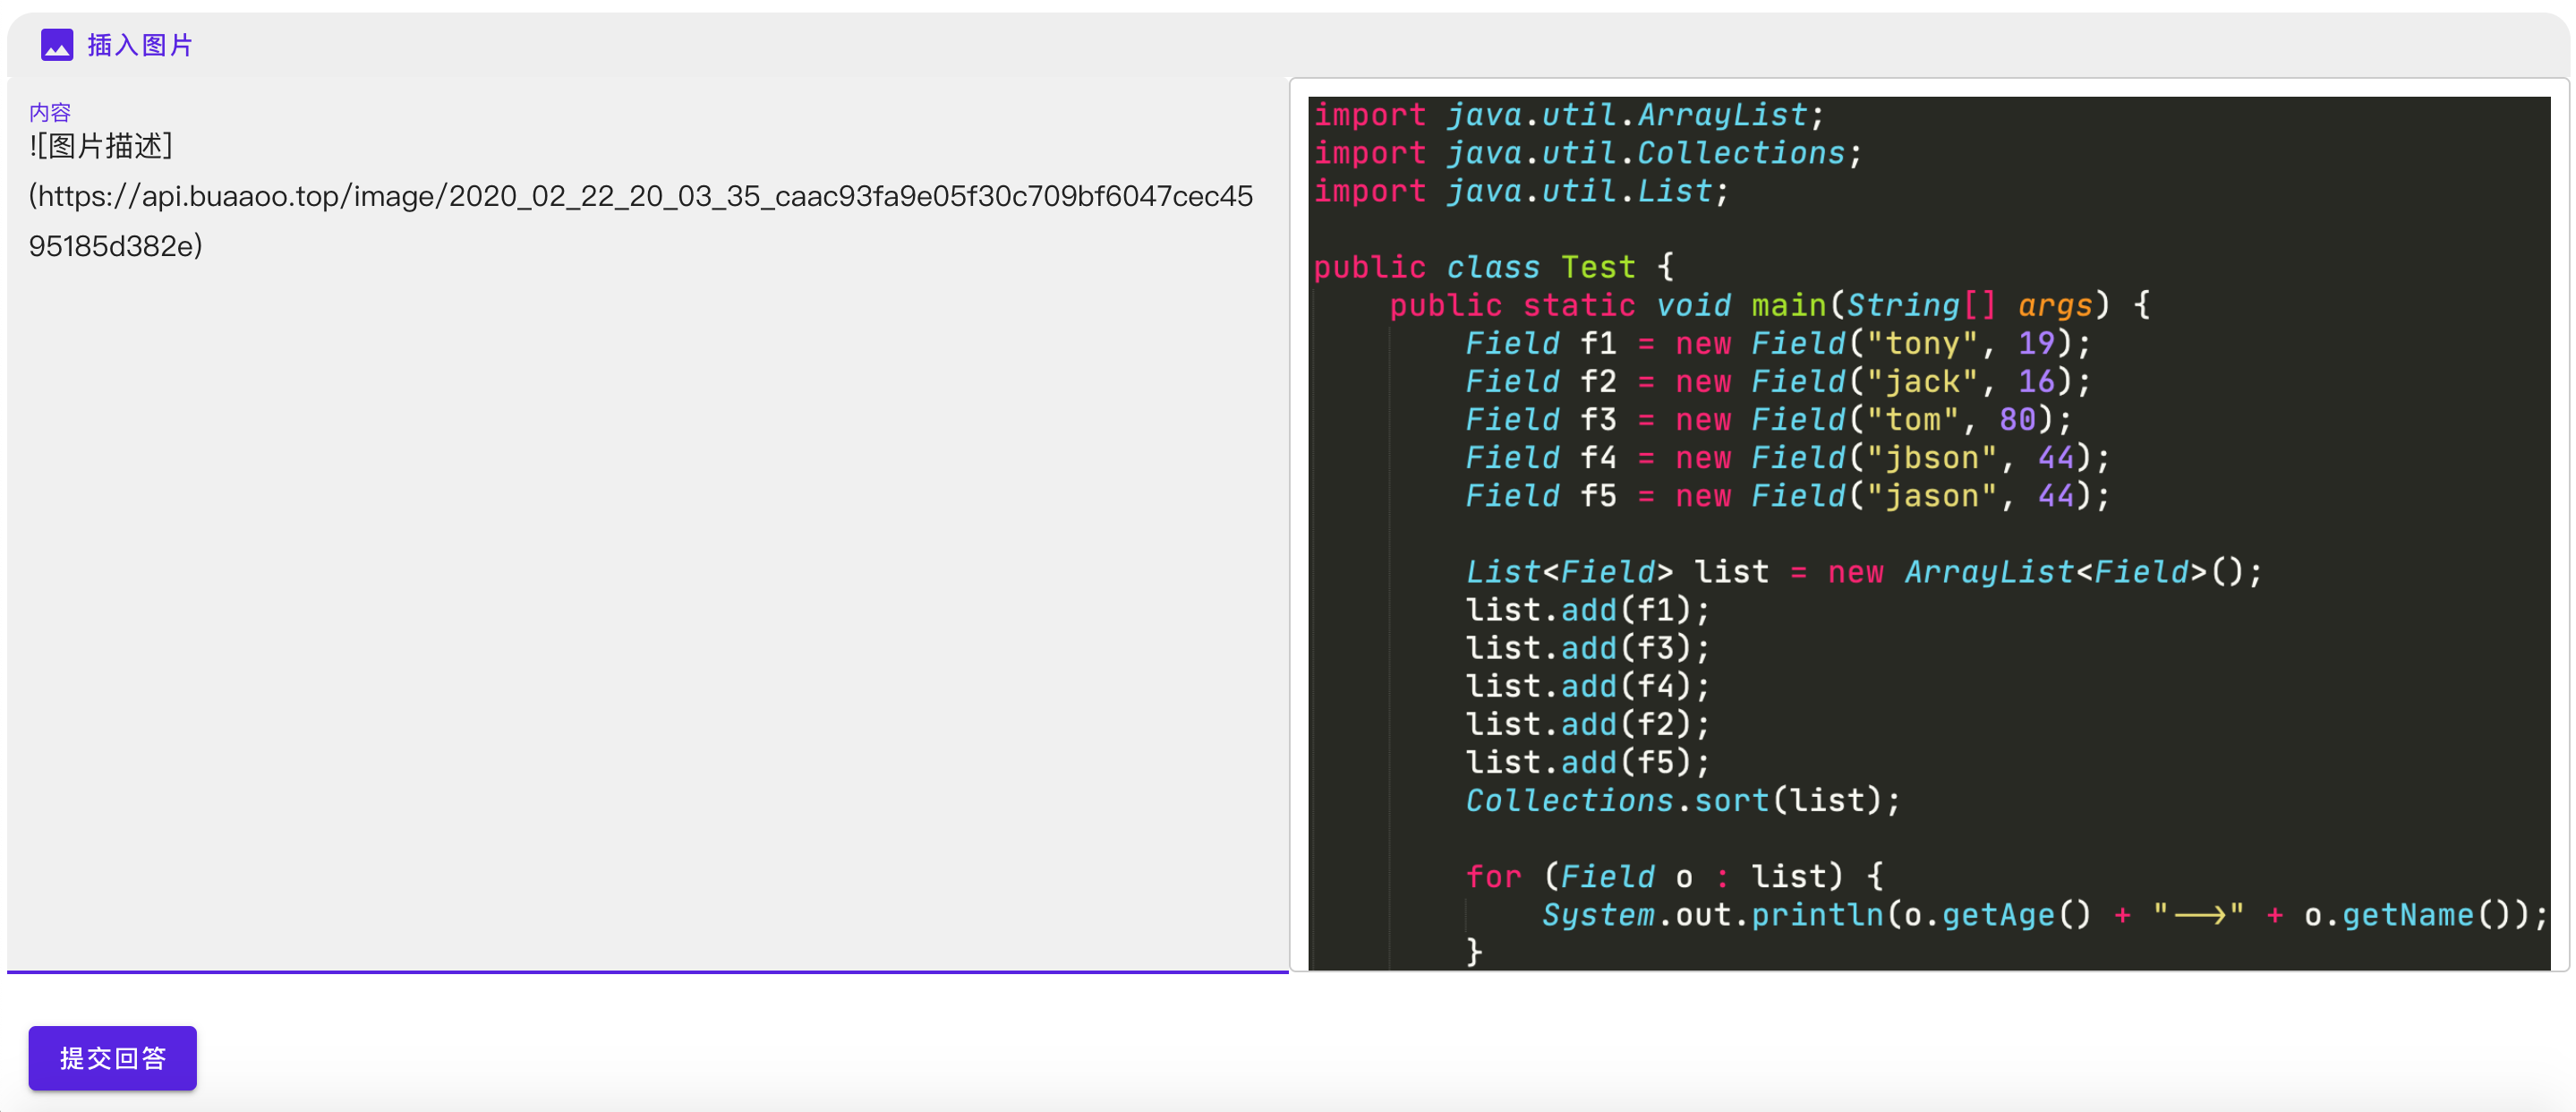 插入图片
内容
![图片描述]
(https://api.buaaoo.top/image/2020_02_22_20_03_35_caac93fa9e05f30c709bf6047cec45
95185d382e)
import java.util.ArrayList;
import java.util.Collections;
import java.util.List;
public class Test {
public static void main(String[] args) {
Field f1 = new Field("tony", 19);
Field f2 = new Field("jack", 16);
Field f3 = new Field("tom", 80);
Field f4 = new Field("jbson", 44);
Field f5 = new Field("jason", 44);
List<Field> list = new ArrayList<Field>();
list.add(f1);
list.add(f3);
list.add(f4);
list.add(f2);
list.add(f5);
Collections.sort(list);
for (Field o : list) {
System.out.println(o.getAge() + "-->" + o.getName());
}
提交回答